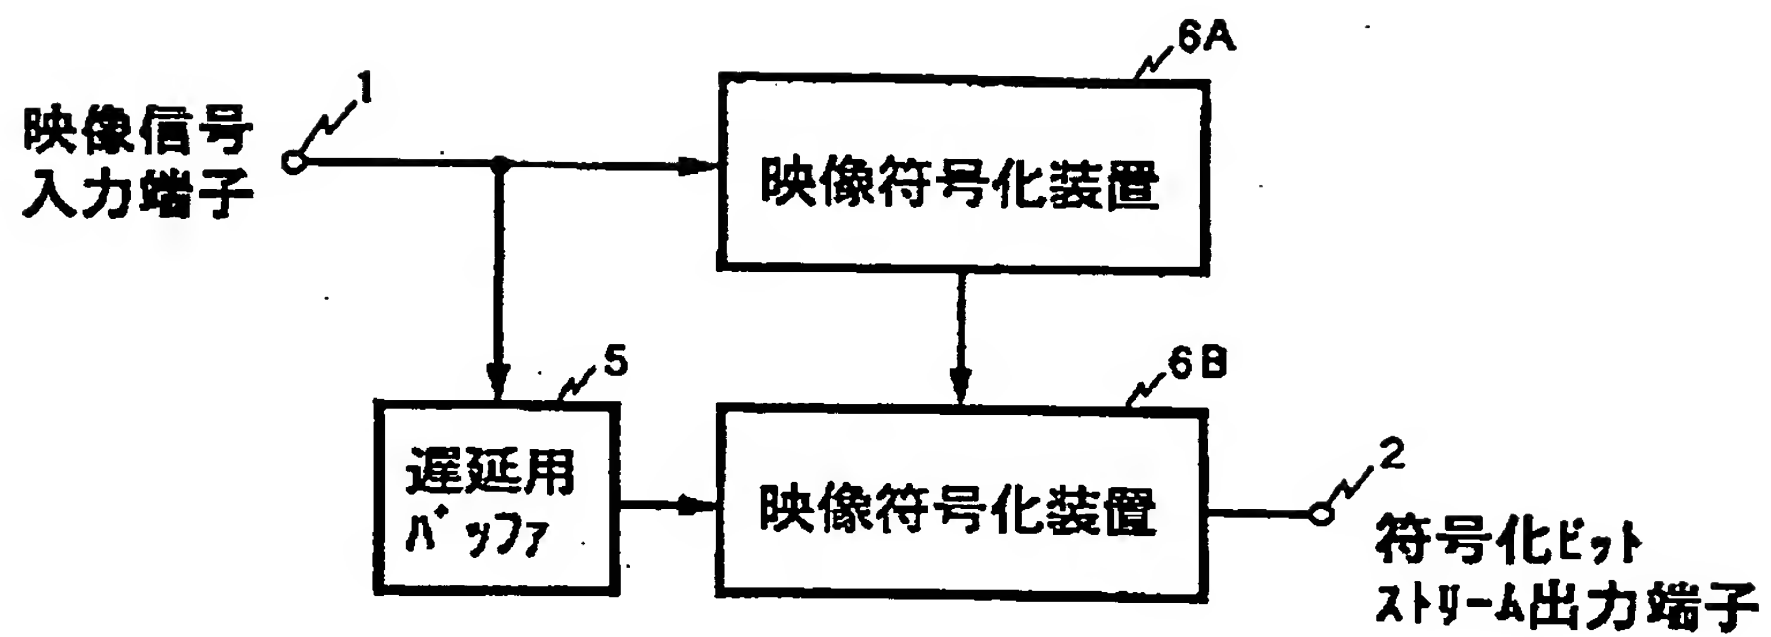 6A
1
映像信号
入力端子
映像符号化装置
5
6B
遅延用
バッファ
映像符号化装置
2
符号化ビット
ストリーム出力端子